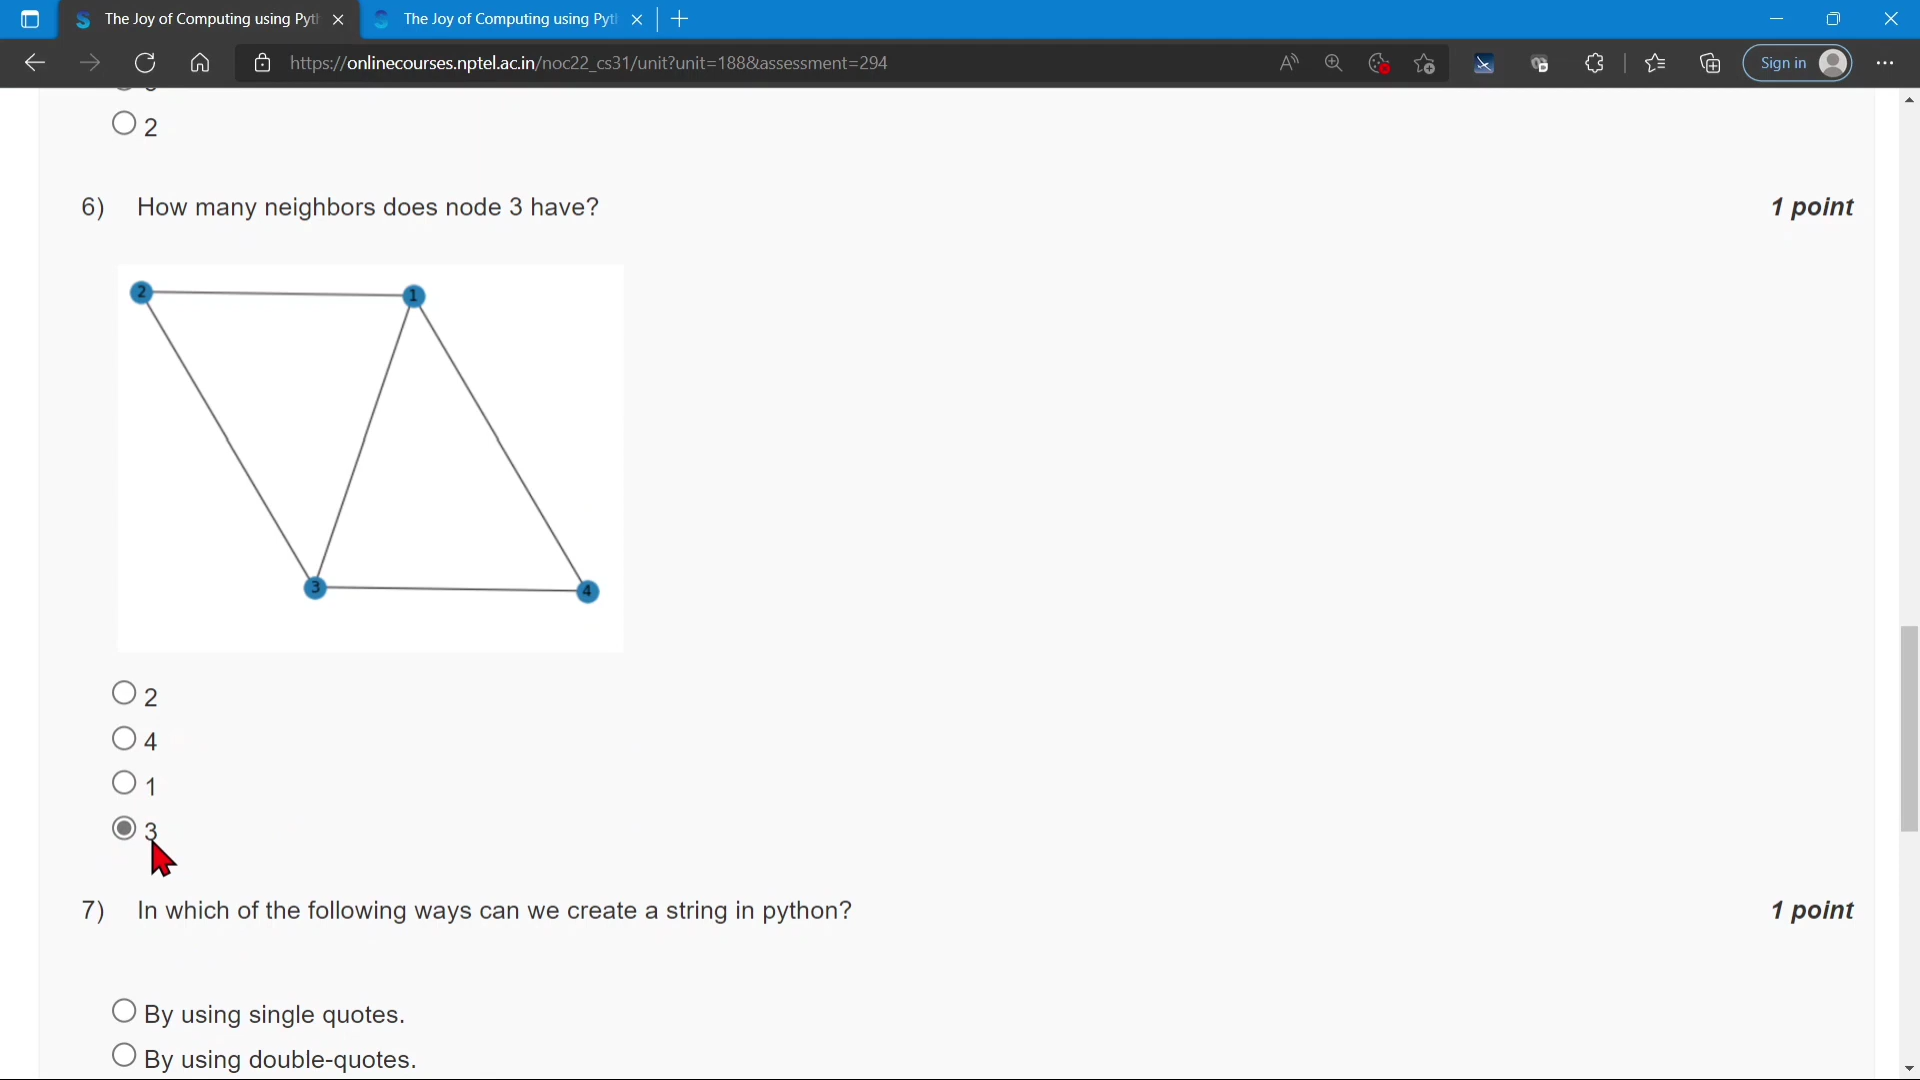 The Joy of Computing using Pyt
The Joy of Computing using Pyt
https://onlinecourses.nptel.ac.in/noc22_cs31/unit?unit=188&assessment=294
Sign in
2
6) How many neighbors does node 3 have? 1 point
2 1
3 4
2
4
1
3
7) In which of the following ways can we create a string in python? 1 point
By using single quotes.
By using double-quotes.